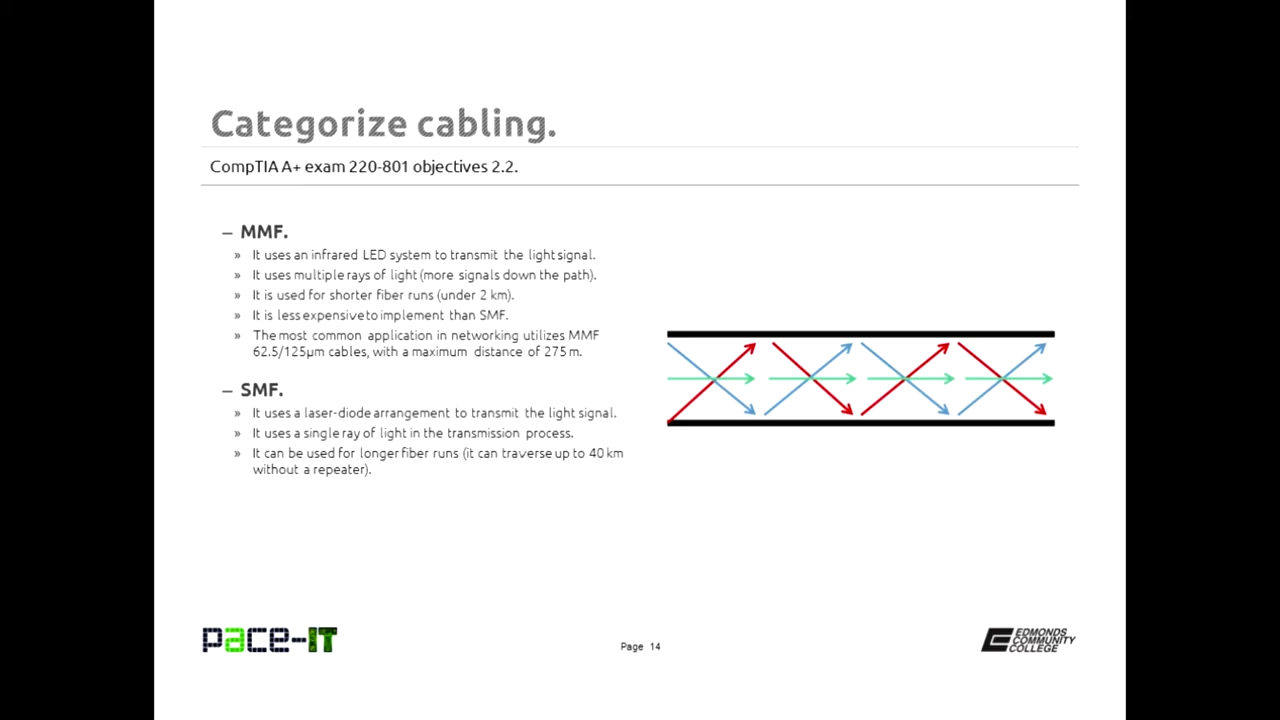 Categorize cabling.
CompTIA A+ exam 220-801 objectives 2.2.
– MMF.
» It uses an infrared LED system to transmit the light signal.
» It uses multiple rays of light (more signals down the path).
» It is used for shorter fiber runs (under 2 km).
» It is less expensive to implement than SMF.
» The most common application in networking utilizes MMF
62.5/125µm cables, with a maximum distance of 275 m.
– SMF.
» It uses a laser-diode arrangement to transmit the light signal.
» It uses a single ray of light in the transmission process.
» It can be used for longer fiber runs (it can traverse up to 40 km
without a repeater).
pace-IT
Page 14
EDMONDS
COMMUNITY
COLLEGE